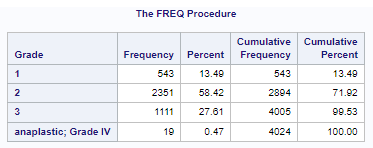 The FREQ Procedure
Grade Frequency Percent Cumulative Frequency Cumulative Percent
1 543 13.49 543 13.49
2 2351 58.42 2894 71.92
3 1111 27.61 4005 99.53
anaplastic; Grade IV 19 0.47 4024 100.00